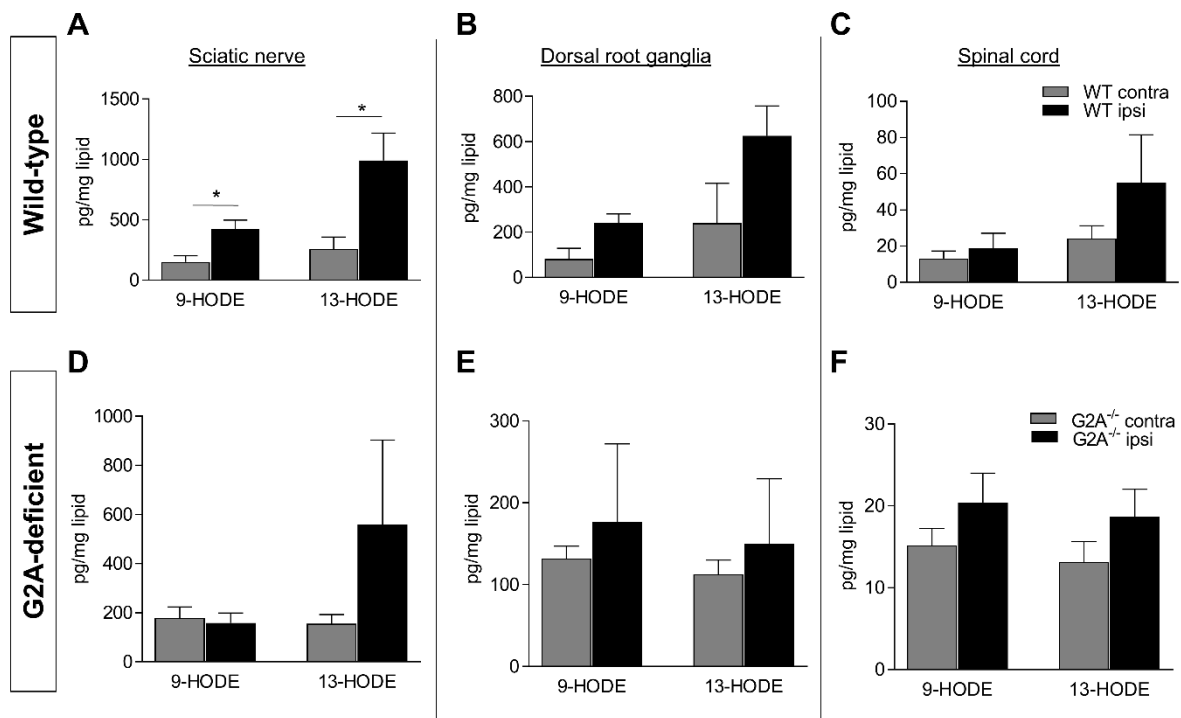 Wild-type
A
Sciatic nerve
pg/mg lipid
1500
1000
500
0
*
*
9-HODE 13-HODE
B
Dorsal root ganglia
pg/mg lipid
800
600
400
200
0
9-HODE 13-HODE
C
Spinal cord
WT contra
WT ipsi
pg/mg lipid
100
80
60
40
20
0
9-HODE 13-HODE
G2A-deficient
D
pg/mg lipid
1000
800
600
400
200
0
9-HODE 13-HODE
E
pg/mg lipid
300
200
100
0
9-HODE 13-HODE
F
G2A-/- contra
G2A-/- ipsi
pg/mg lipid
30
20
10
0
9-HODE 13-HODE